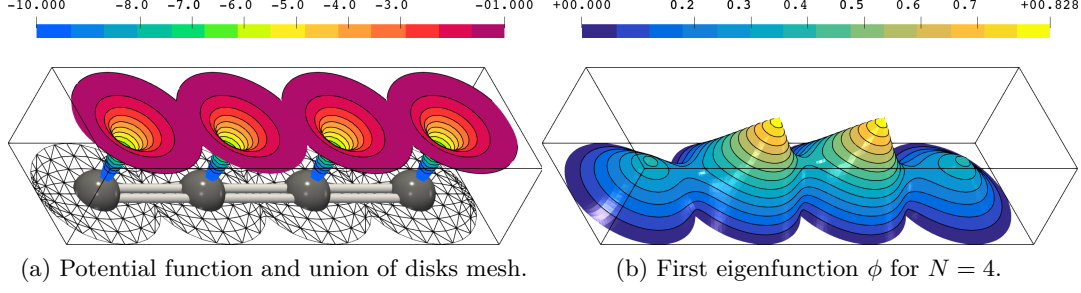 -10.000 -8.0 -6.0 -5.0 -4.0 -3.0 -01.000
+00.000 0.2 0.3 0.4 0.5 0.6 0.7 +00.828
(a) Potential function and union of disks mesh.
(b) First eigenfunction ϕ for N = 4.